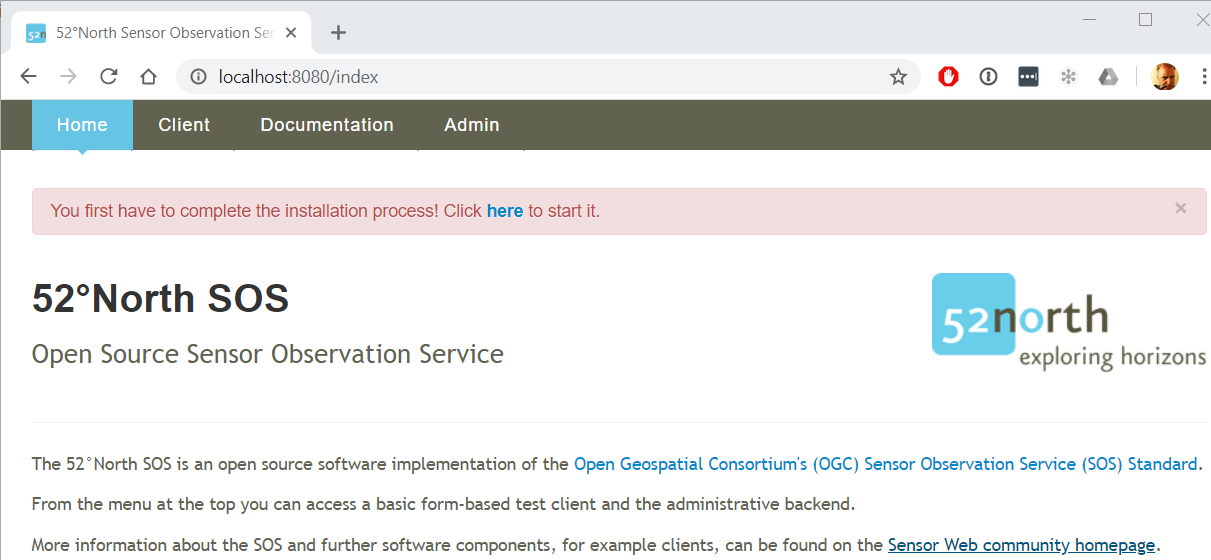 52°North Sensor Observation Ser
localhost:8080/index
Home Client Documentation Admin
You first have to complete the installation process! Click here to start it.
52°North SOS
52north
exploring horizons
Open Source Sensor Observation Service
The 52°North SOS is an open source software implementation of the Open Geospatial Consortium's (OGC) Sensor Observation Service (SOS) Standard.
From the menu at the top you can access a basic form-based test client and the administrative backend.
More information about the SOS and further software components, for example clients, can be found on the Sensor Web community homepage.